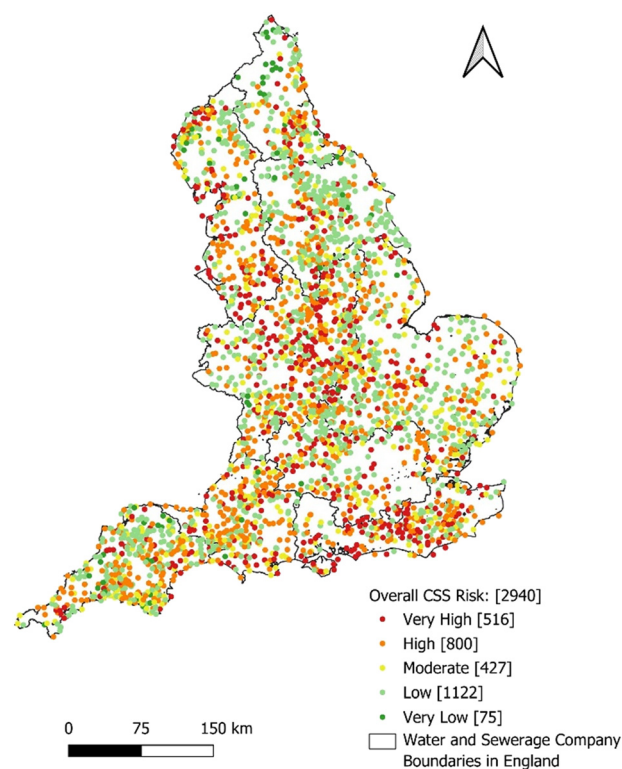 Overall CSS Risk: [2940]
Very High [516]
High [800]
Moderate [427]
Low [1122]
Very Low [75]
Water and Sewerage Company
Boundaries in England
0 75 150 km